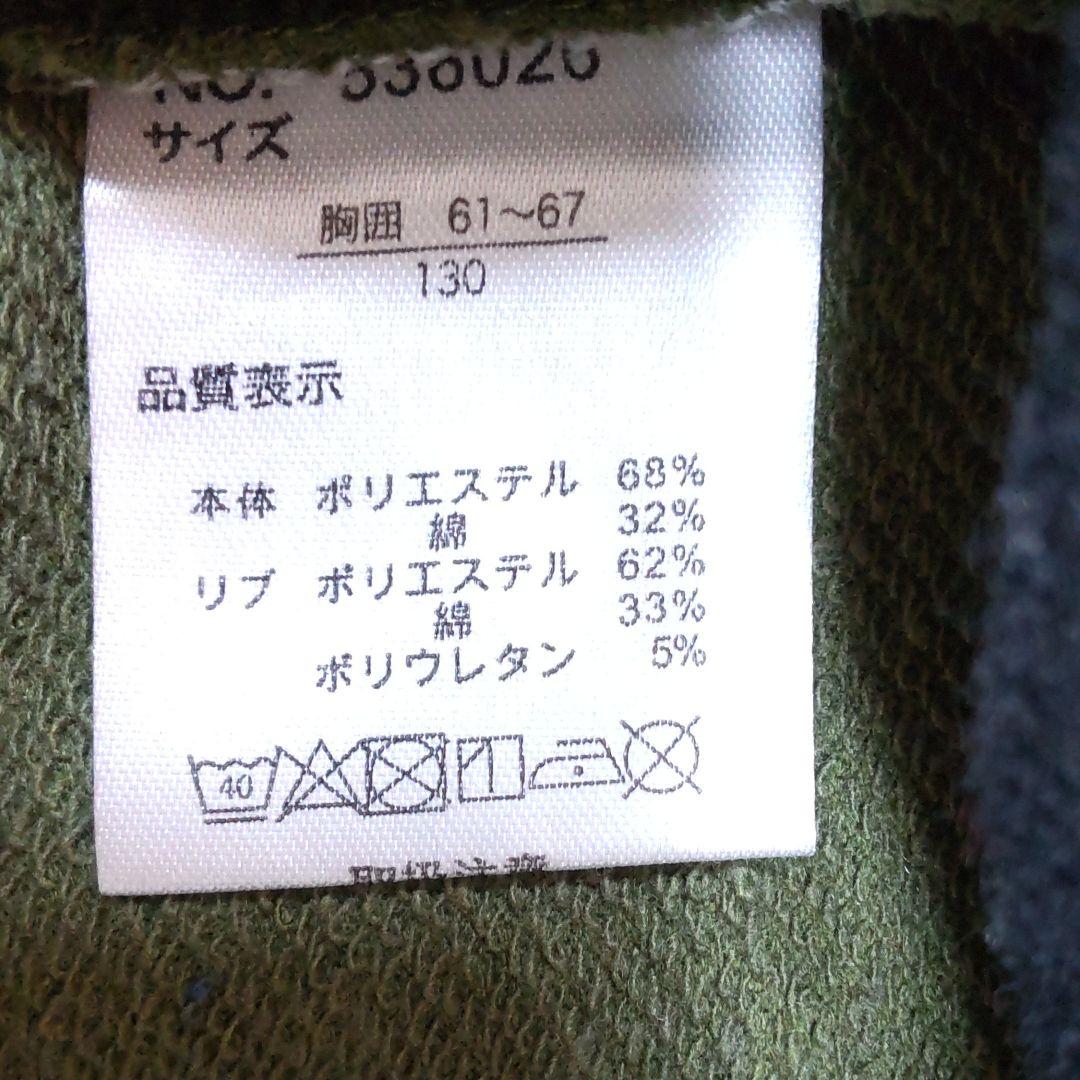 サイズ
胸囲 61～67
130
品質表示
本体 ポリエステル 68%
綿 32%
リブ ポリエステル 62%
綿 33%
ポリウレタン 5%
40